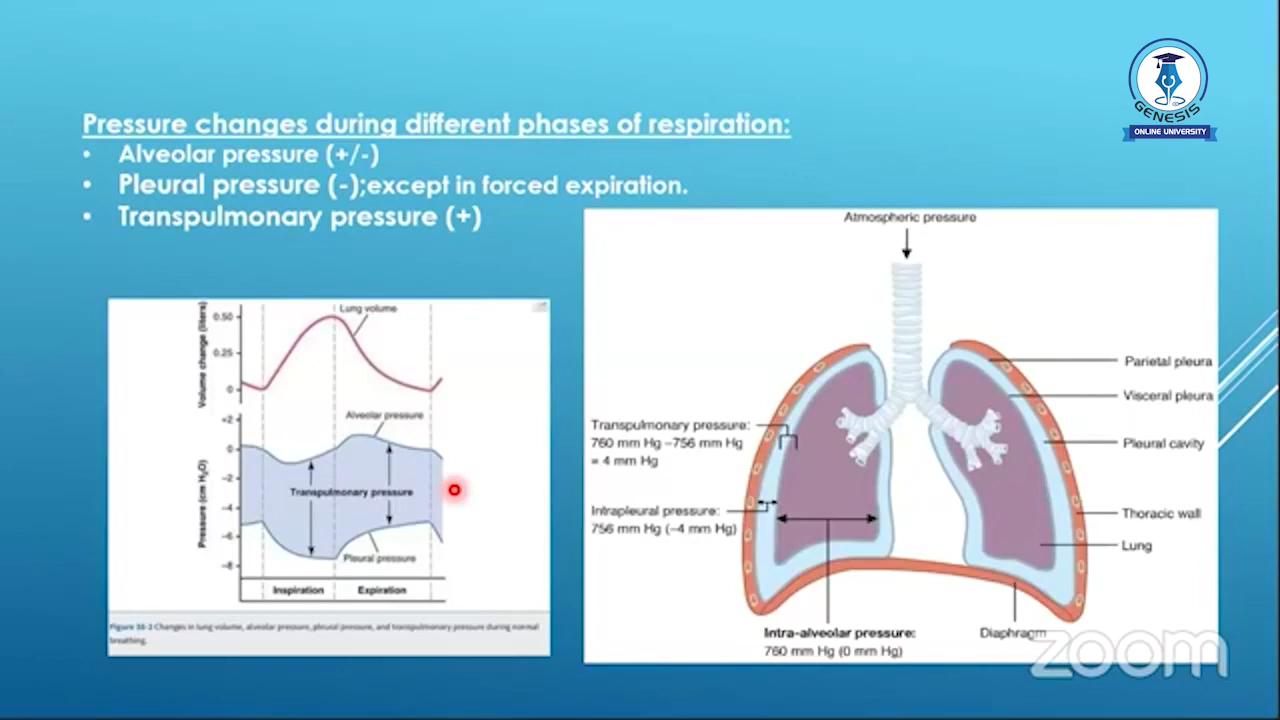 GENESIS
ONLINE UNIVERSITY
Pressure changes during different phases of respiration:
• Alveolar pressure (+/-)
• Pleural pressure (-);except in forced expiration.
• Transpulmonary pressure (+)
Volume change (liters)
0.50
0.25
0
Lung volume
Pressure (cm H₂O)
+2
0
–2
–4
–6
–8
Alveolar pressure
Transpulmonary pressure
Pleural pressure
Inspiration
Expiration
Figure 38-2 Changes in lung volume, alveolar pressure, pleural pressure, and transpulmonary pressure during normal
breathing.
Atmospheric pressure
Parietal pleura
Visceral pleura
Pleural cavity
Thoracic wall
Lung
Diaphragm
Transpulmonary pressure:
760 mm Hg –756 mm Hg
= 4 mm Hg
Intrapleural pressure:
756 mm Hg (–4 mm Hg)
Intra-alveolar pressure:
760 mm Hg (0 mm Hg)
zoom